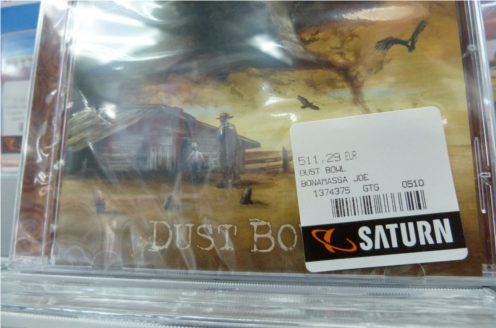 511,29 EUR
DUST BOWL
BONAMASSA JOE
1374375 GTG 0510
SATURN
DUST BO